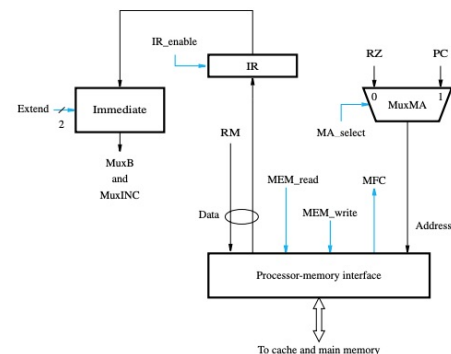 IR_enable
IR
RZ
PC
0
1
MuxMA
Extend
2
Immediate
MA_select
RM
MuxB
and
MuxINC
MEM_read
MFC
Data
MEM_write
Address
Processor-memory interface
To cache and main memory